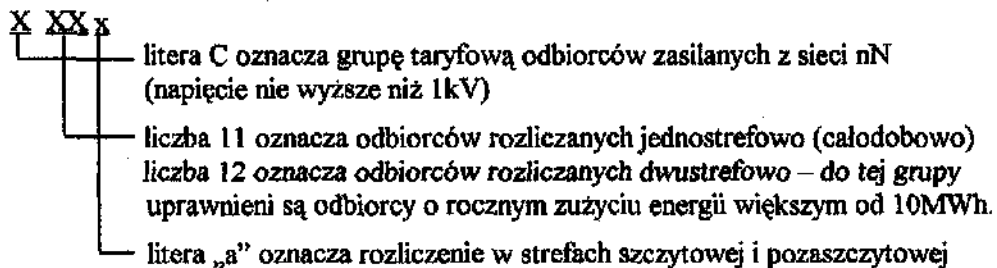 X XX x
litera C oznacza grupę taryfową odbiorców zasilanych z sieci nN
(napięcie nie wyższe niż 1kV)
liczba 11 oznacza odbiorców rozliczanych jednostrefowo (całodobowo)
liczba 12 oznacza odbiorców rozliczanych dwustrefowo – do tej grupy
uprawnieni są odbiorcy o rocznym zużyciu energii większym od 10MWh.
litera „a” oznacza rozliczenie w strefach szczytowej i pozaszczytowej